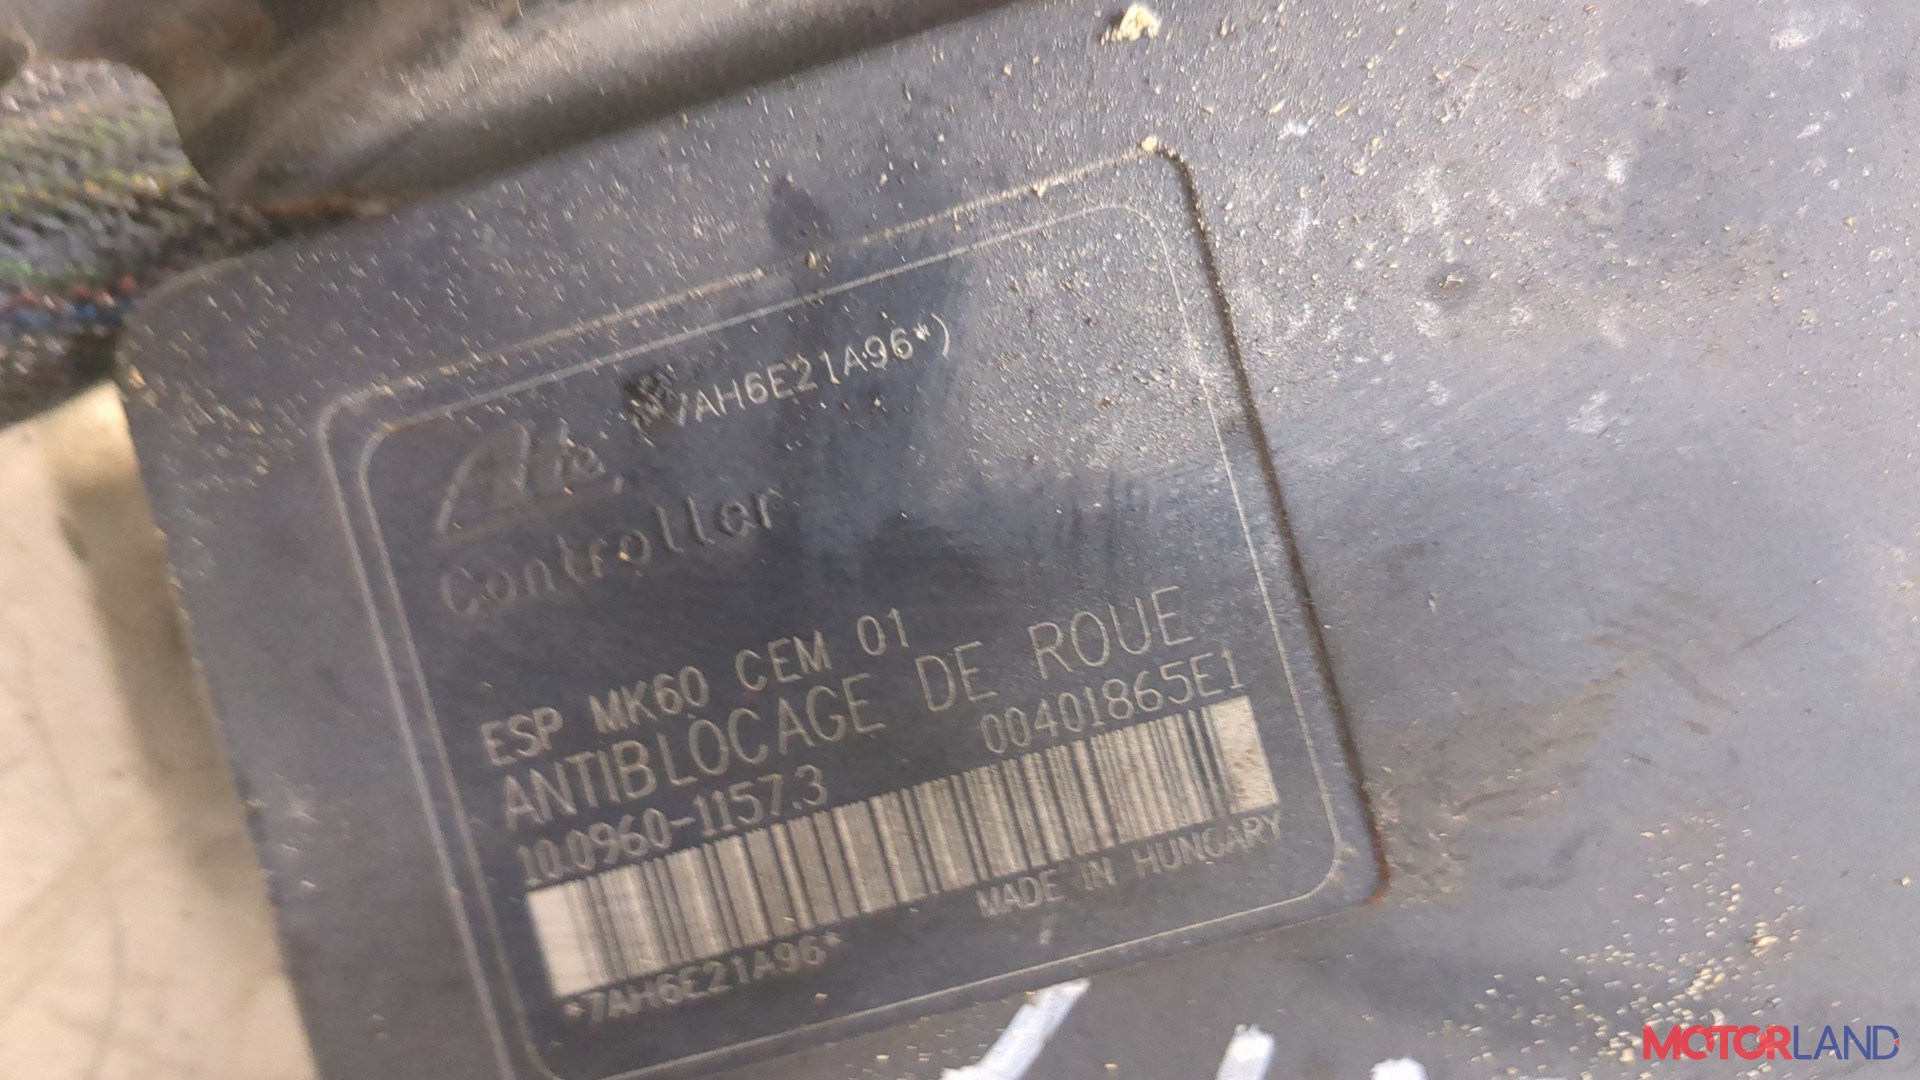 7AH6E21A96*)
Ate
Controller
ESP MK60 CEM 01
ANTIBLOCAGE DE ROUE
10.0960-1157.3 00401865E1
MADE IN HUNGARY
*7AH6E21A96*
MOTORLAND